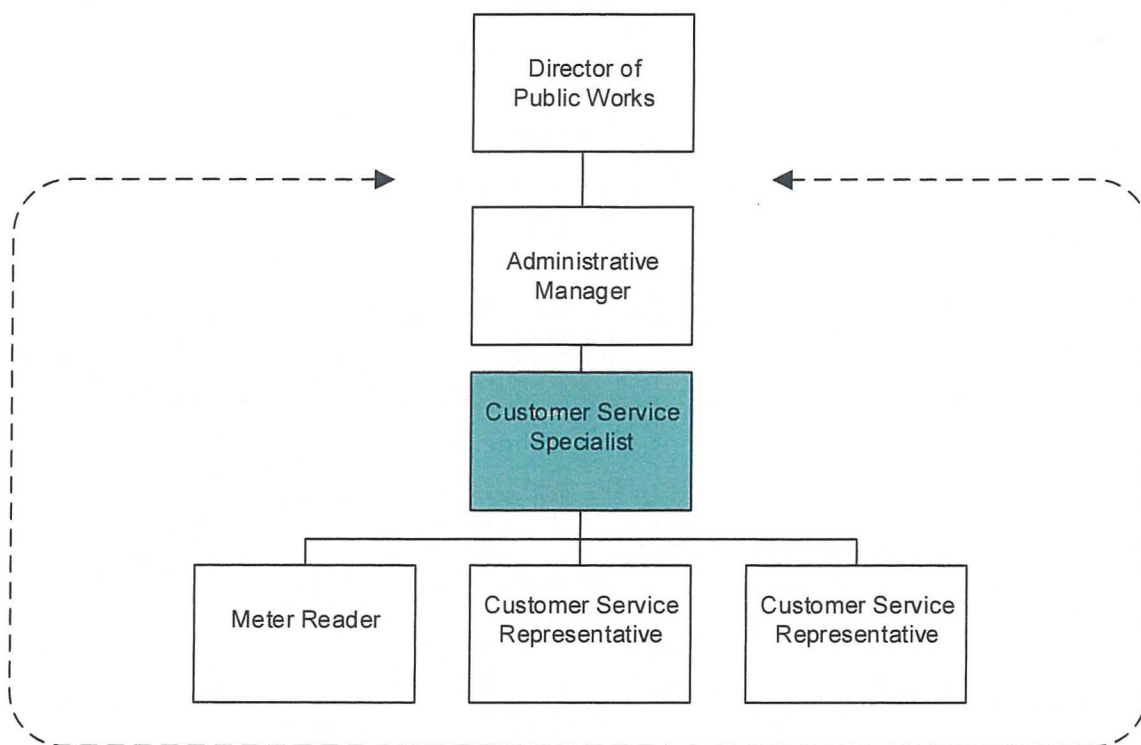 Director of
Public Works
Administrative
Manager
Customer Service
Specialist
Meter Reader
Customer Service
Representative
Customer Service
Representative